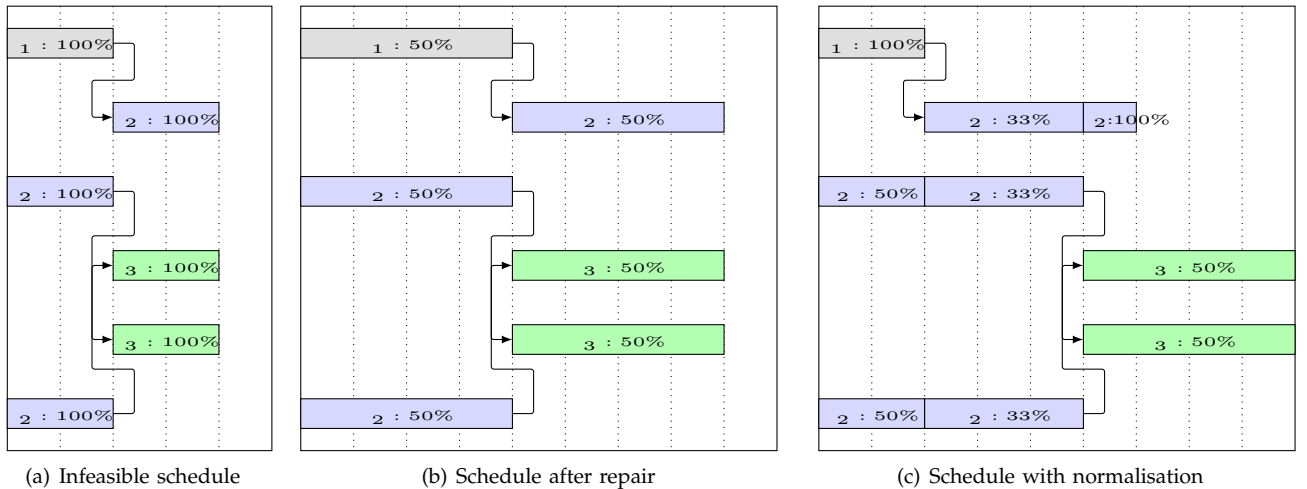 1 : 100%
2 : 100%
2 : 100%
3 : 100%
3 : 100%
2 : 100%
(a) Infeasible schedule
1 : 50%
2 : 50%
2 : 50%
3 : 50%
3 : 50%
2 : 50%
(b) Schedule after repair
1 : 100%
2 : 33% 2:100%
2 : 50% 2 : 33%
3 : 50%
3 : 50%
2 : 50% 2 : 33%
(c) Schedule with normalisation